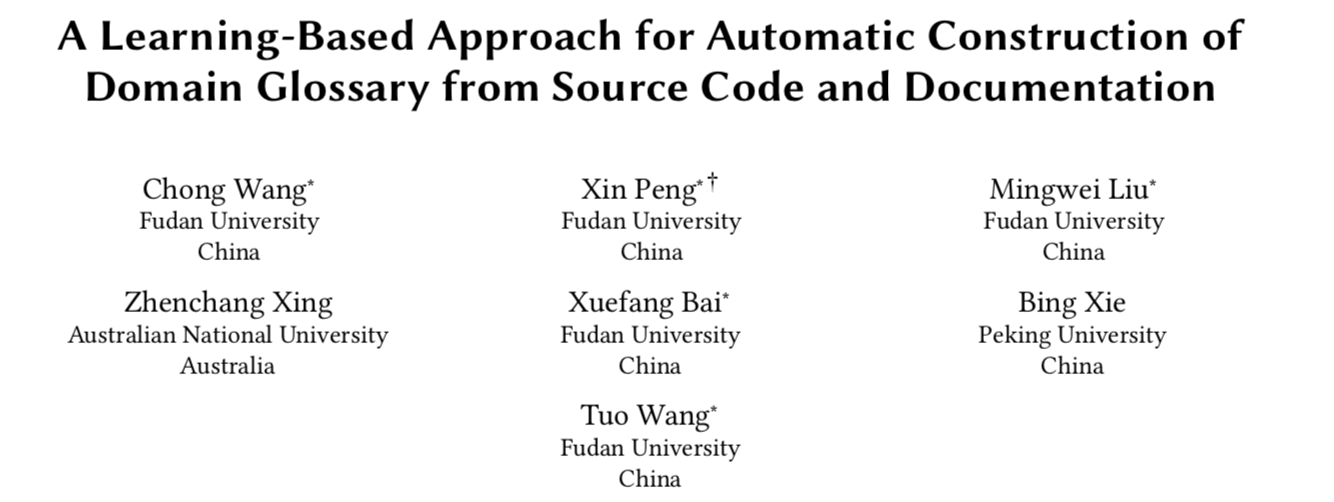 A Learning-Based Approach for Automatic Construction of
Domain Glossary from Source Code and Documentation
Chong Wang*
Fudan University
China
Xin Peng*†
Fudan University
China
Mingwei Liu*
Fudan University
China
Zhenchang Xing
Australian National University
Australia
Xuefang Bai*
Fudan University
China
Bing Xie
Peking University
China
Tuo Wang*
Fudan University
China